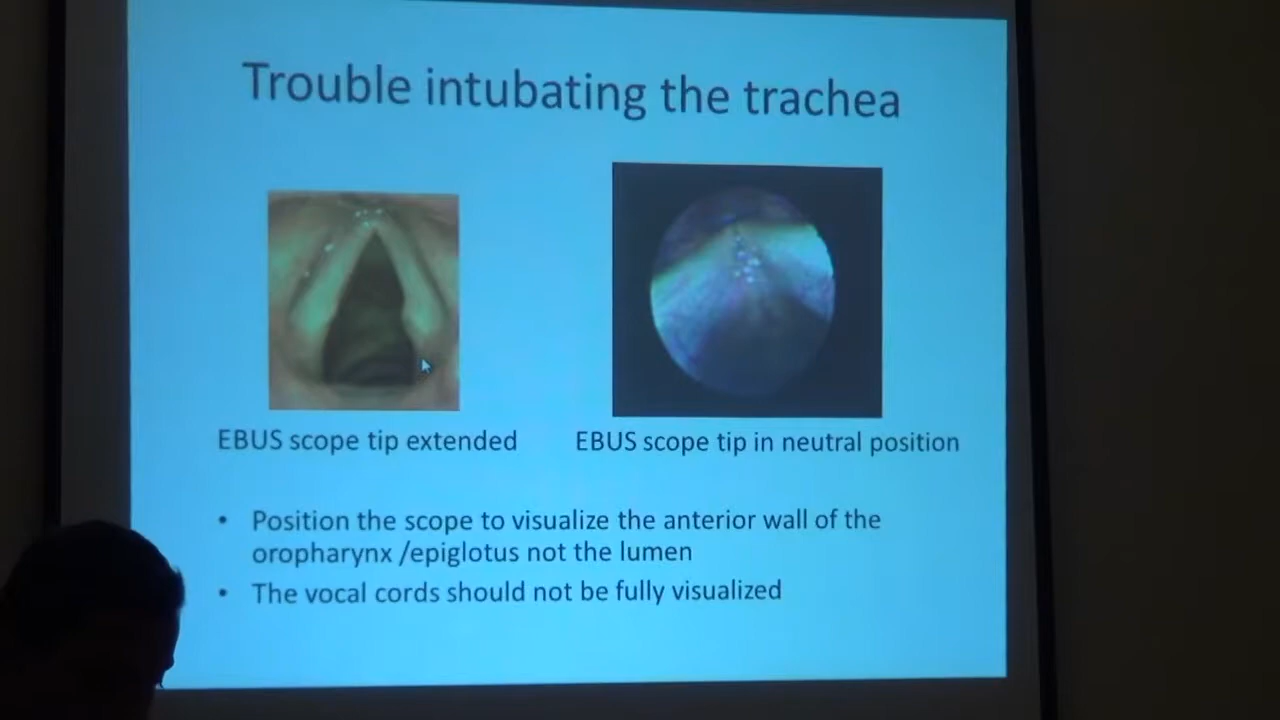 Trouble intubating the trachea
EBUS scope tip extended
EBUS scope tip in neutral position
• Position the scope to visualize the anterior wall of the
oropharynx /epiglotus not the lumen
• The vocal cords should not be fully visualized